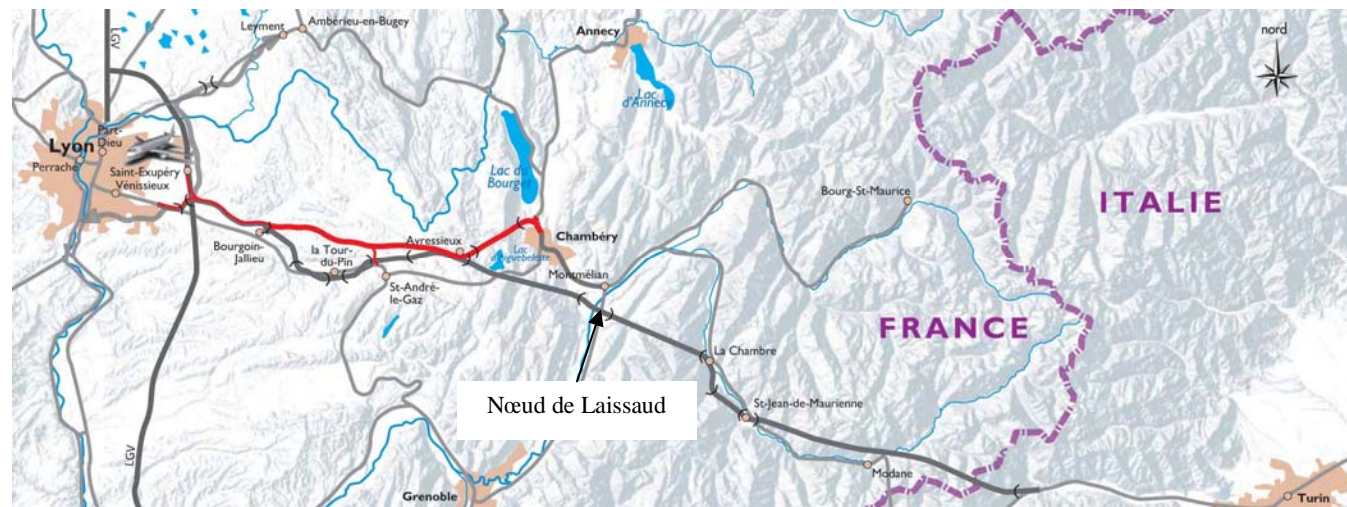 Leyment
Ambérieu-en-Bugey
LGV
Annecy
nord
Lac
d'Annecy
Lyon
Part-
Dieu
Perrache
Saint-Exupéry
Vénissieux
Lac du
Bourget
Bourg-St-Maurice
ITALIE
Bourgoin-
Jallieu
la Tour-
du-Pin
Avressieux
Lac
d'Aiguebelette
Chambéry
St-André-
le-Gaz
Montmélian
FRANCE
La Chambre
Nœud de Laissaud
St-Jean-de-Maurienne
LGV
Modane
Grenoble
Turin